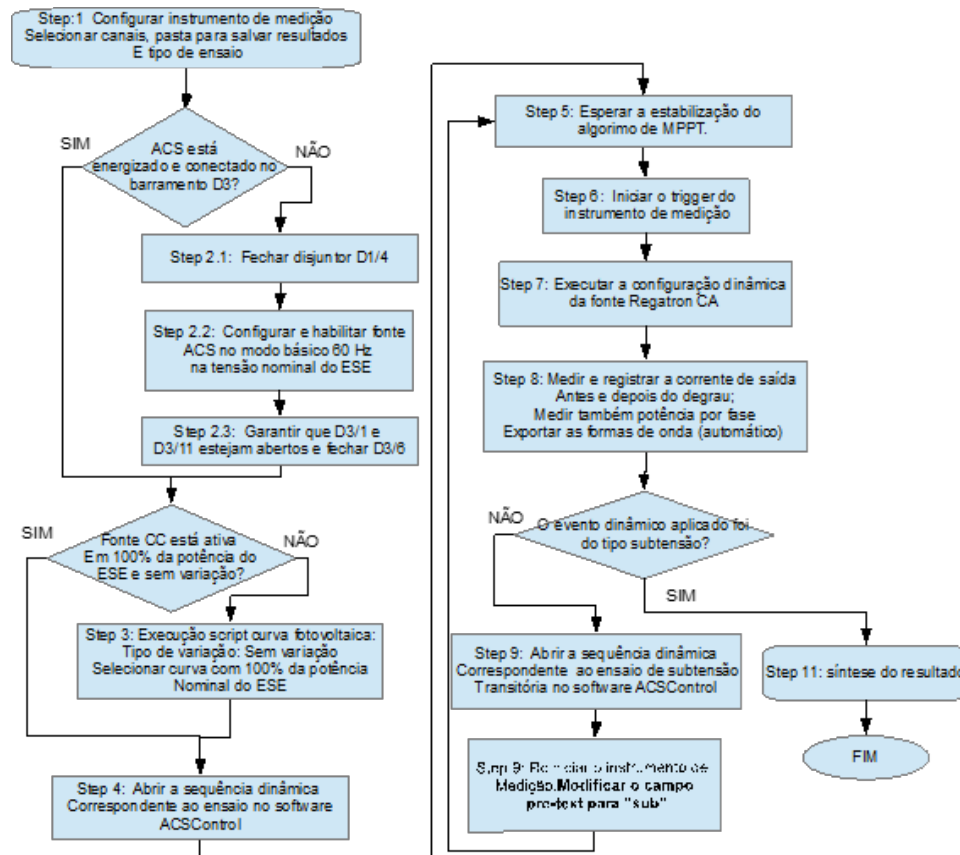 Step:1 Configurar instrumento de medição
Selecionar canais, pasta para salvar resultados
E tipo de ensaio
SIM
ACS está
energizado e conectado no
barramento D3?
NÃO
Step 2.1: Fechar disjuntor D1/4
Step 2.2: Configurar e habilitar fonte
ACS no modo básico 60 Hz
na tensão nominal do ESE
Step 2.3: Garantir que D3/1 e
D3/11 estejam abertos e fechar D3/6
SIM
Fonte CC está ativa
Em 100% da potência do
ESE e sem variação?
NÃO
Step 3: Execução script curva fotovoltaica:
Tipo de variação: Sem variação
Selecionar curva com 100% da potência
Nominal do ESE
Step 4: Abrir a sequência dinâmica
Correspondente ao ensaio no software
ACSControl
Step 5: Esperar a estabilização do
algorimo de MPPT.
Step 6: Iniciar o trigger do
instrumento de medição
Step 7: Executar a configuração dinâmica
da fonte Regatron CA
Step 8: Medir e registrar a corrente de saída
Antes e depois do degrau;
Medir também potência por fase
Exportar as formas de onda (automático)
NÃO
O evento dinâmico aplicado foi
do tipo subtensão?
SIM
Step 9: Abrir a sequência dinâmica
Correspondente ao ensaio de subtensão
Transitória no software ACSControl
Step 9: Reiniciar o instrumento de
Medição.Modificar o campo
pre-text para "sub"
Step 11: síntese do resultado
FIM